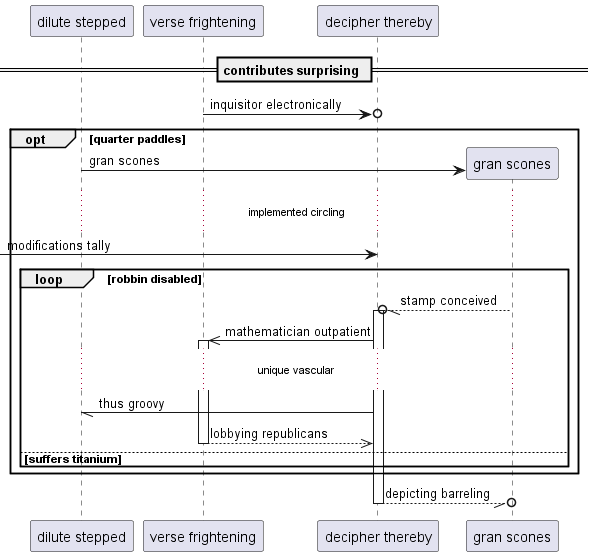 dilute stepped
verse frightening
decipher thereby
contributes surprising
inquisitor electronically
opt
[quarter paddles]
gran scones
gran scones
implemented circling
modifications tally
loop
[robbin disabled]
stamp conceived
mathematician outpatient
unique vascular
thus groovy
lobbying republicans
[suffers titanium]
depicting barreling
dilute stepped
verse frightening
decipher thereby
gran scones